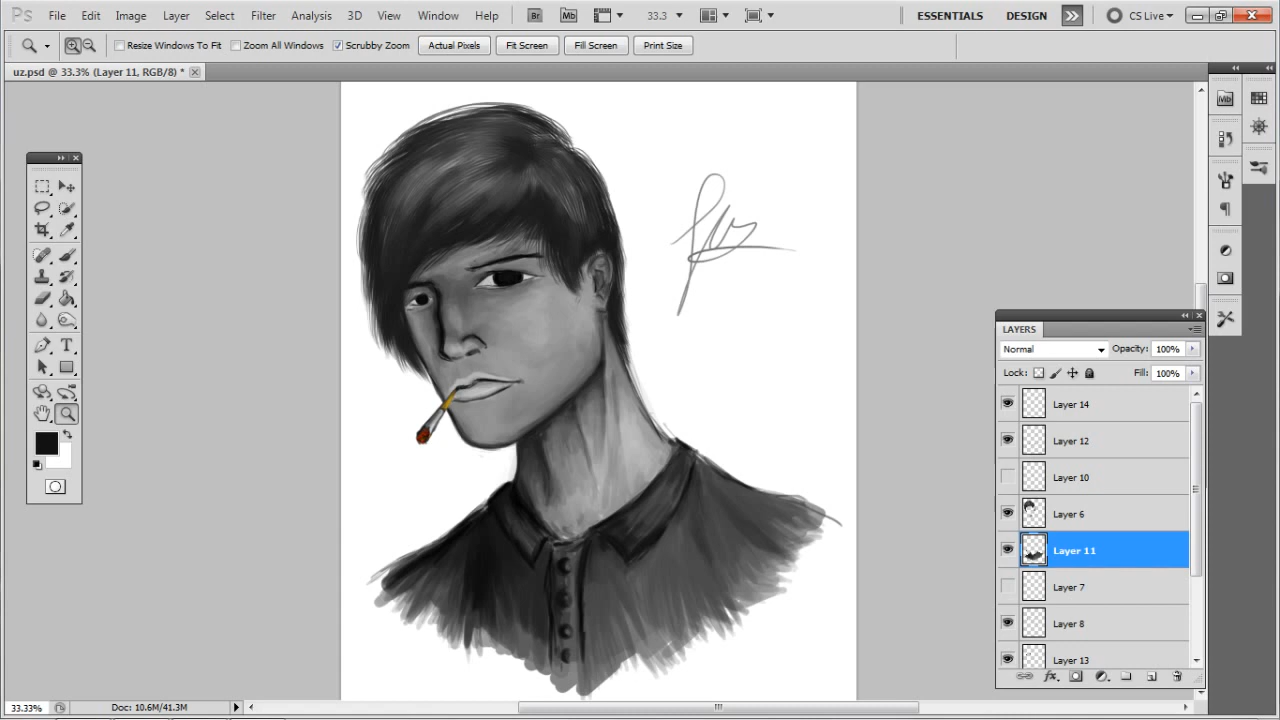 Ps File Edit Image Layer Select Filter Analysis 3D View Window Help Br Mb 33.3 ESSENTIALS DESIGN CS Live
Resize Windows To Fit Zoom All Windows Scrubby Zoom Actual Pixels Fit Screen Fill Screen Print Size
uz.psd @ 33.3% (Layer 11, RGB/8) *
Mb
LAYERS
Normal Opacity: 100%
Lock: Fill: 100%
Layer 14
Layer 12
Layer 10
Layer 6
Layer 11
Layer 7
Layer 8
Layer 13
fx
33.33% Doc: 10.6M/41.3M